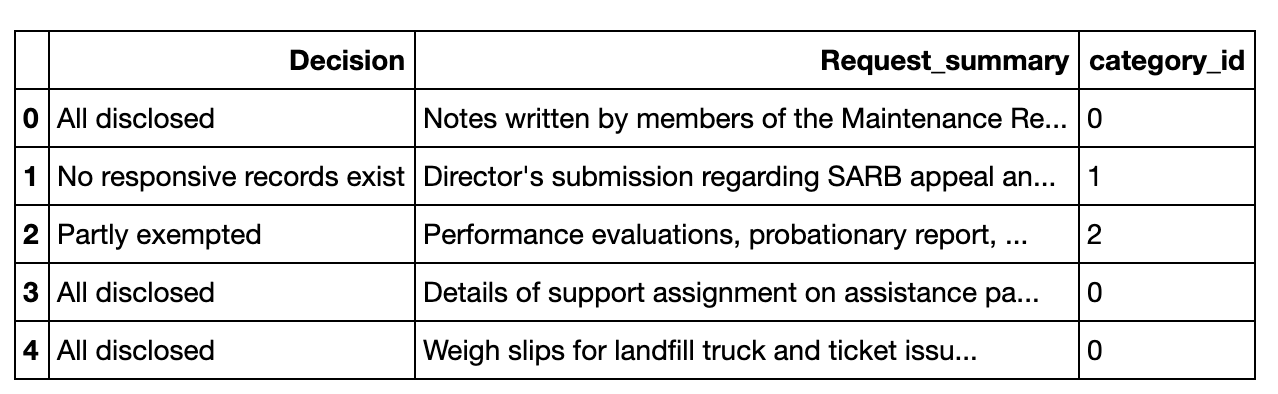 Decision Request_summary category_id
0 All disclosed Notes written by members of the Maintenance Re... 0
1 No responsive records exist Director's submission regarding SARB appeal an... 1
2 Partly exempted Performance evaluations, probationary report, ... 2
3 All disclosed Details of support assignment on assistance pa... 0
4 All disclosed Weigh slips for landfill truck and ticket issu... 0